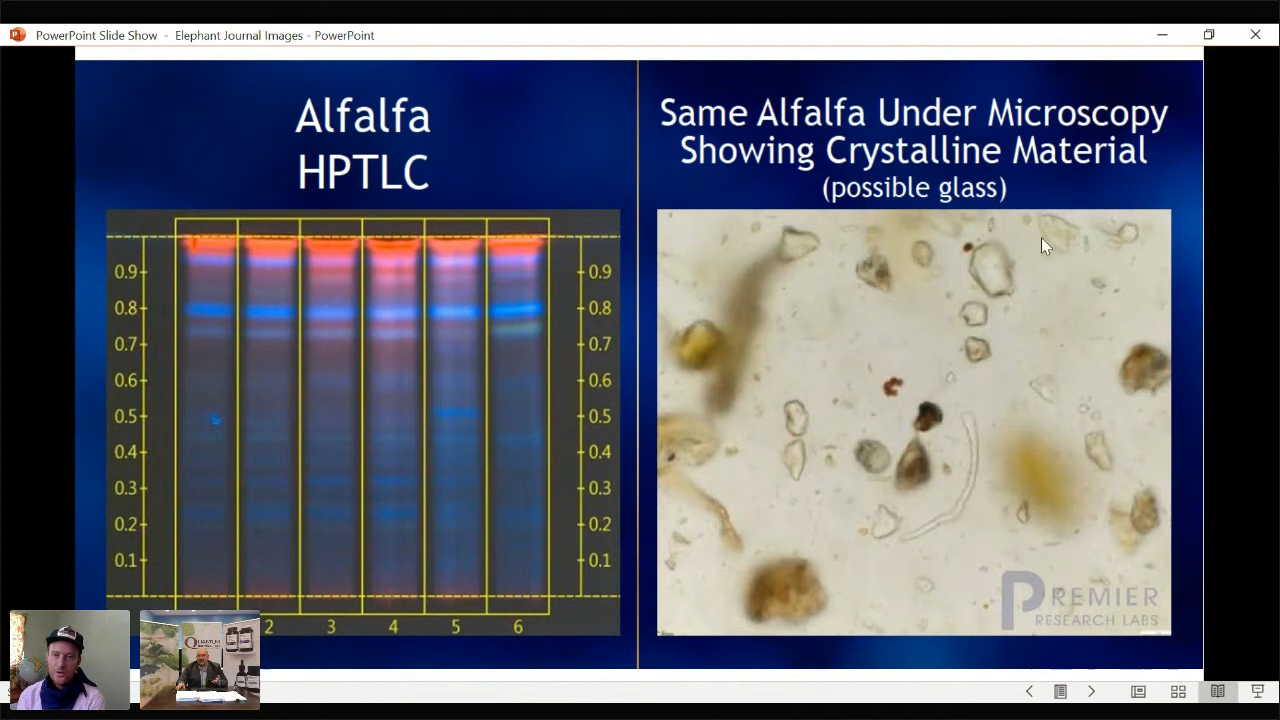 PowerPoint Slide Show - Elephant Journal Images - PowerPoint
Alfalfa
HPTLC
0.9
0.8
0.7
0.6
0.5
0.4
0.3
0.2
0.1
0.9
0.8
0.7
0.6
0.5
0.4
0.3
0.2
0.1
2 3 4 5 6
Same Alfalfa Under Microscopy
Showing Crystalline Material
(possible glass)
PREMIER
RESEARCH LABS
QUANTUM